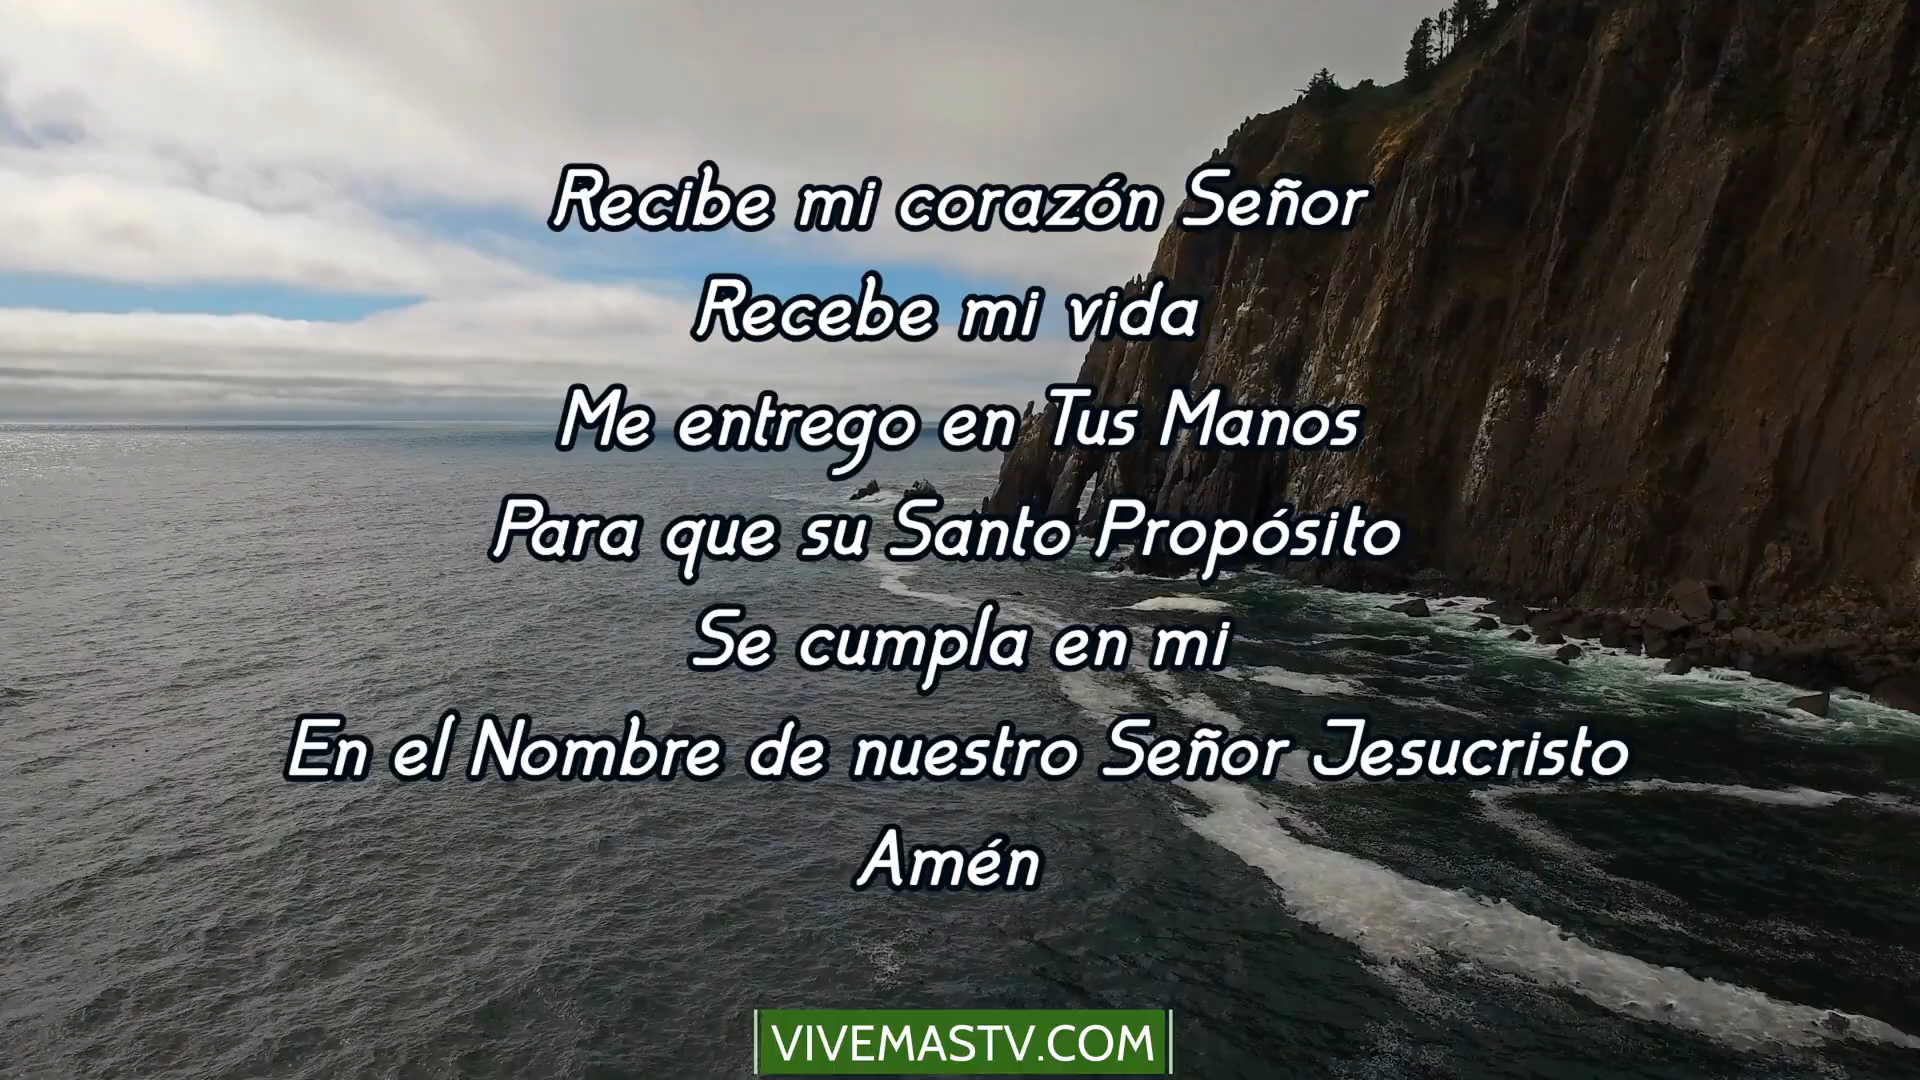 Recibe mi corazón Señor
Recebe mi vida
Me entrego en Tus Manos
Para que su Santo Propósito
Se cumpla en mi
En el Nombre de nuestro Señor Jesucristo
Amén
VIVEMASTV.COM